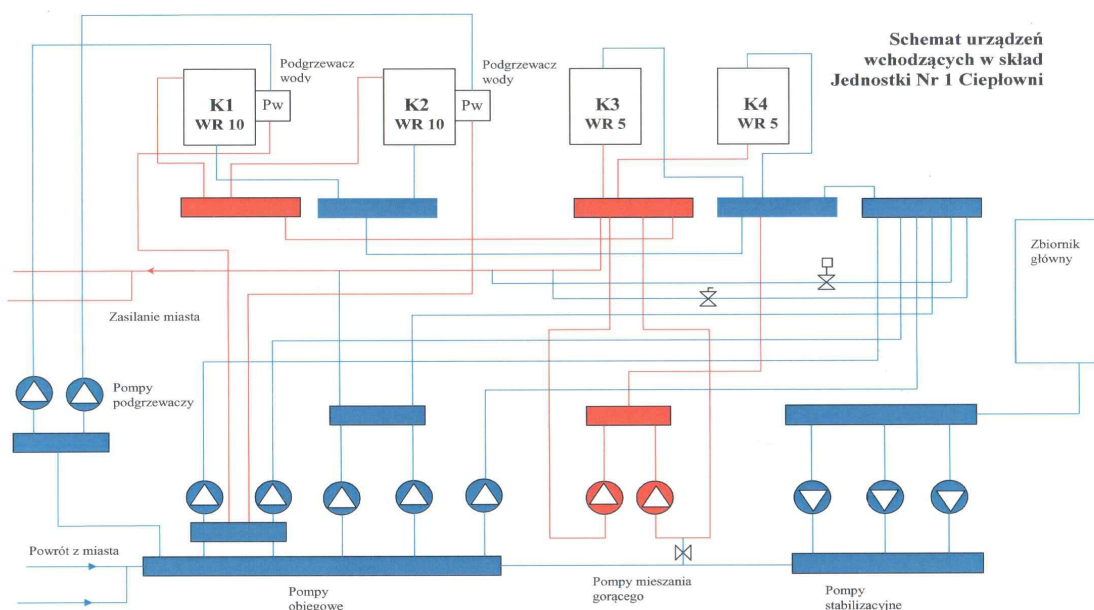 Schemat urządzeń
wchodzących w skład
Jednostki Nr 1 Ciepłowni
Podgrzewacz
wody
Podgrzewacz
wody
K1
WR 10
Pw
K2
WR 10
Pw
K3
WR 5
K4
WR 5
Zbiornik
główny
Zasilanie miasta
Pompy
podgrzewaczy
Powrót z miasta
Pompy
obiegowe
Pompy mieszania
gorącego
Pompy
stabilizacyjne